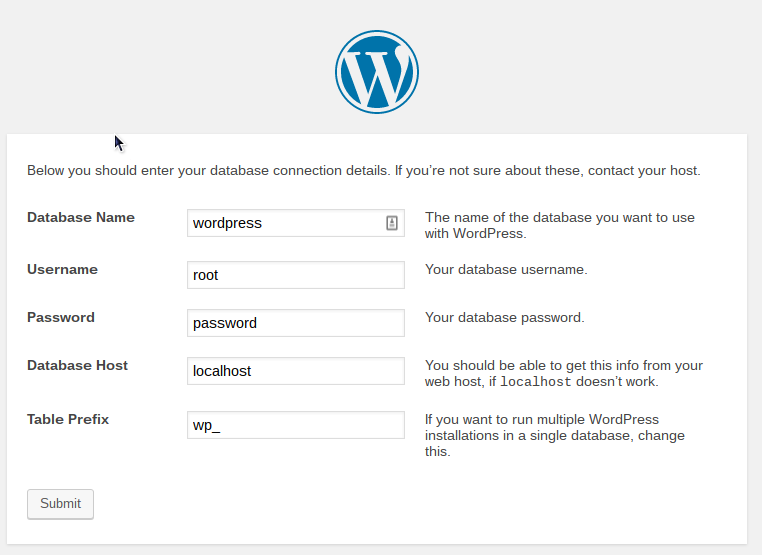 Below you should enter your database connection details. If you’re not sure about these, contact your host.
Database Name
wordpress
The name of the database you want to use
with WordPress.
Username
root
Your database username.
Password
password
Your database password.
Database Host
localhost
You should be able to get this info from your
web host, if localhost doesn’t work.
Table Prefix
wp_
If you want to run multiple WordPress
installations in a single database, change
this.
Submit